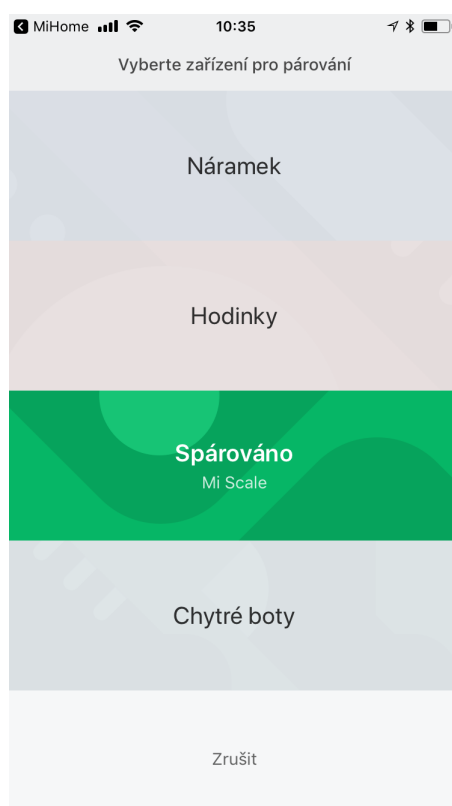 MiHome 10:35
Vyberte zařízení pro párování
Náramek
Hodinky
Spárováno
Mi Scale
Chytré boty
Zrušit